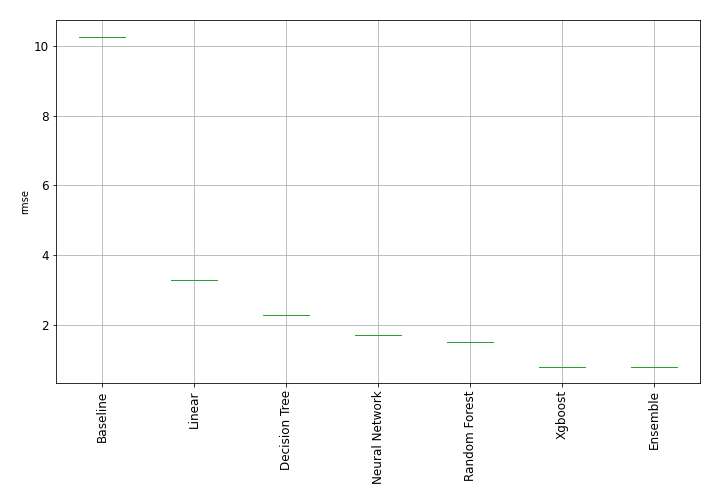 10
8
6
4
2
rmse
Baseline
Linear
Decision Tree
Neural Network
Random Forest
Xgboost
Ensemble